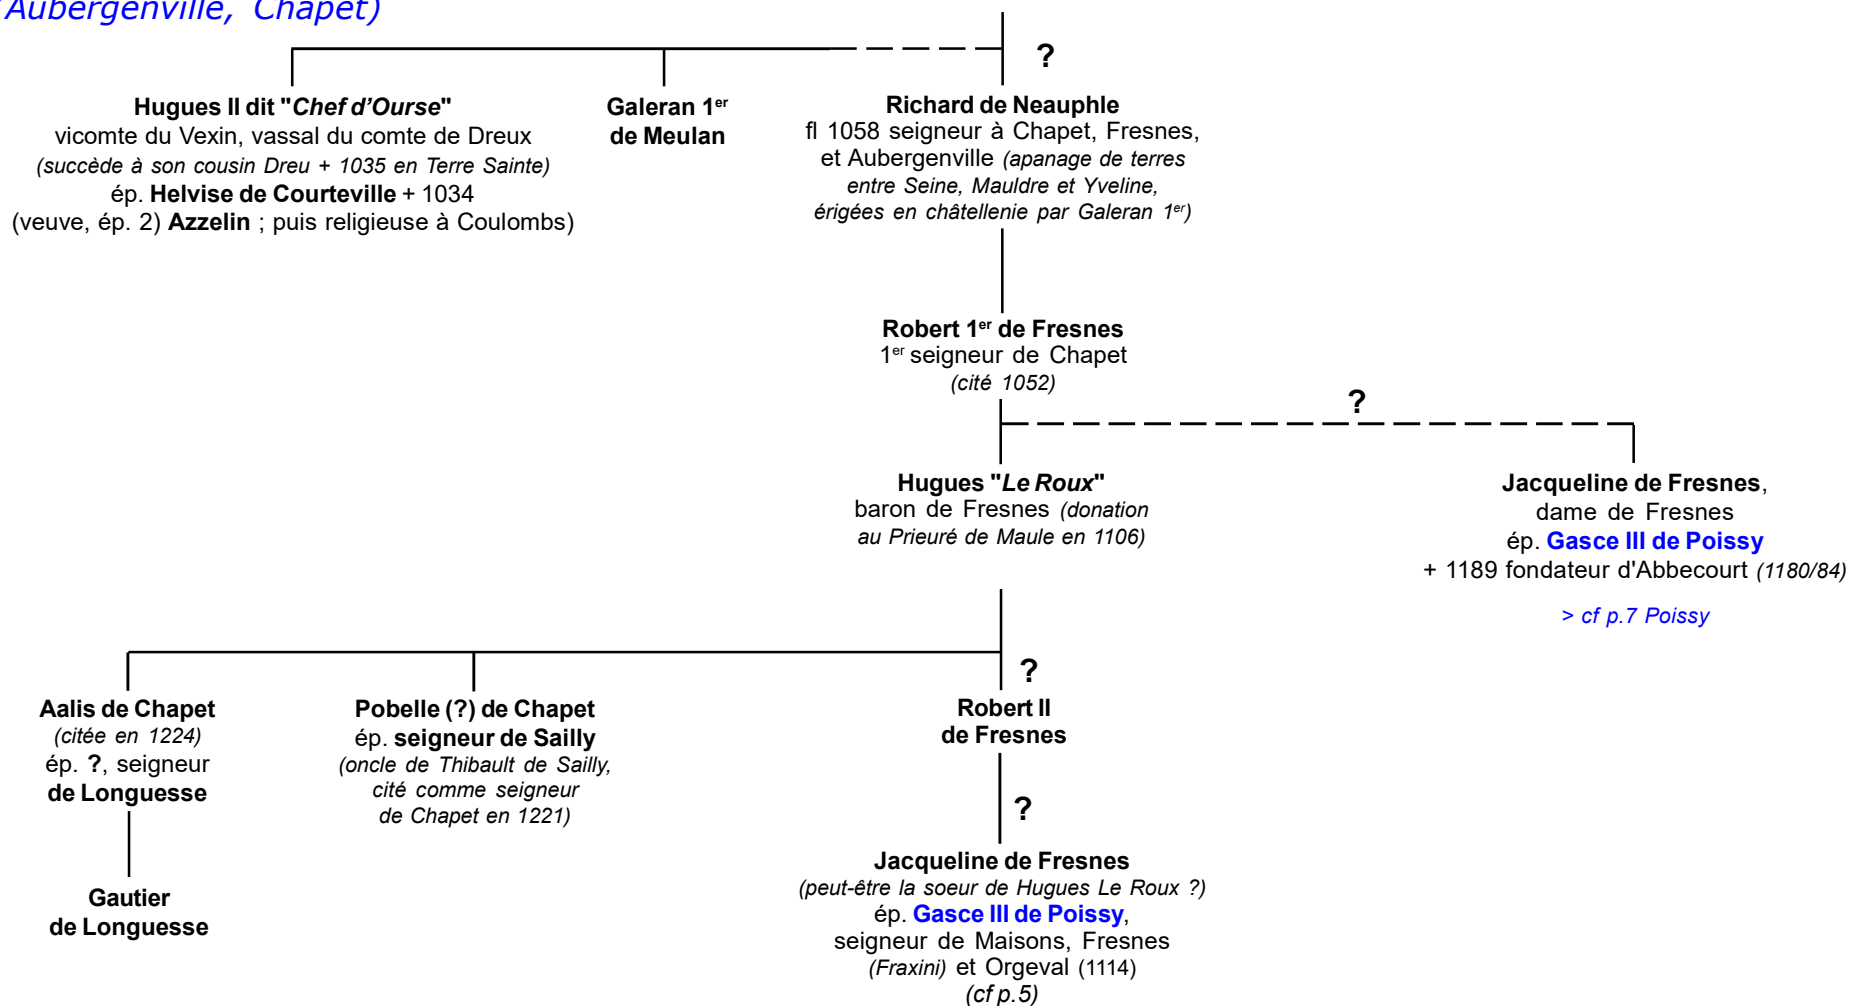 (Aubergenville, Chapet)
?
Hugues II dit "Chef d'Ourse"
vicomte du Vexin, vassal du comte de Dreux
(succède à son cousin Dreu + 1035 en Terre Sainte)
ép. Helvise de Courteville + 1034
(veuve, ép. 2) Azzelin ; puis religieuse à Coulombs)
Galeran 1er
de Meulan
Richard de Neauphle
fl 1058 seigneur à Chapet, Fresnes,
et Aubergenville (apanage de terres
entre Seine, Mauldre et Yveline,
érigées en châtellenie par Galeran 1er)
Robert 1er de Fresnes
1er seigneur de Chapet
(cité 1052)
?
Hugues "Le Roux"
baron de Fresnes (donation
au Prieuré de Maule en 1106)
Jacqueline de Fresnes,
dame de Fresnes
ép. Gasce III de Poissy
+ 1189 fondateur d'Abbecourt (1180/84)
> cf p.7 Poissy
?
Aalis de Chapet
(citée en 1224)
ép. ?, seigneur
de Longuesse
Pobelle (?) de Chapet
ép. seigneur de Sailly
(oncle de Thibault de Sailly,
cité comme seigneur
de Chapet en 1221)
Robert II
de Fresnes
?
Gautier
de Longuesse
Jacqueline de Fresnes
(peut-être la soeur de Hugues Le Roux ?)
ép. Gasce III de Poissy,
seigneur de Maisons, Fresnes
(Fraxini) et Orgeval (1114)
(cf p.5)